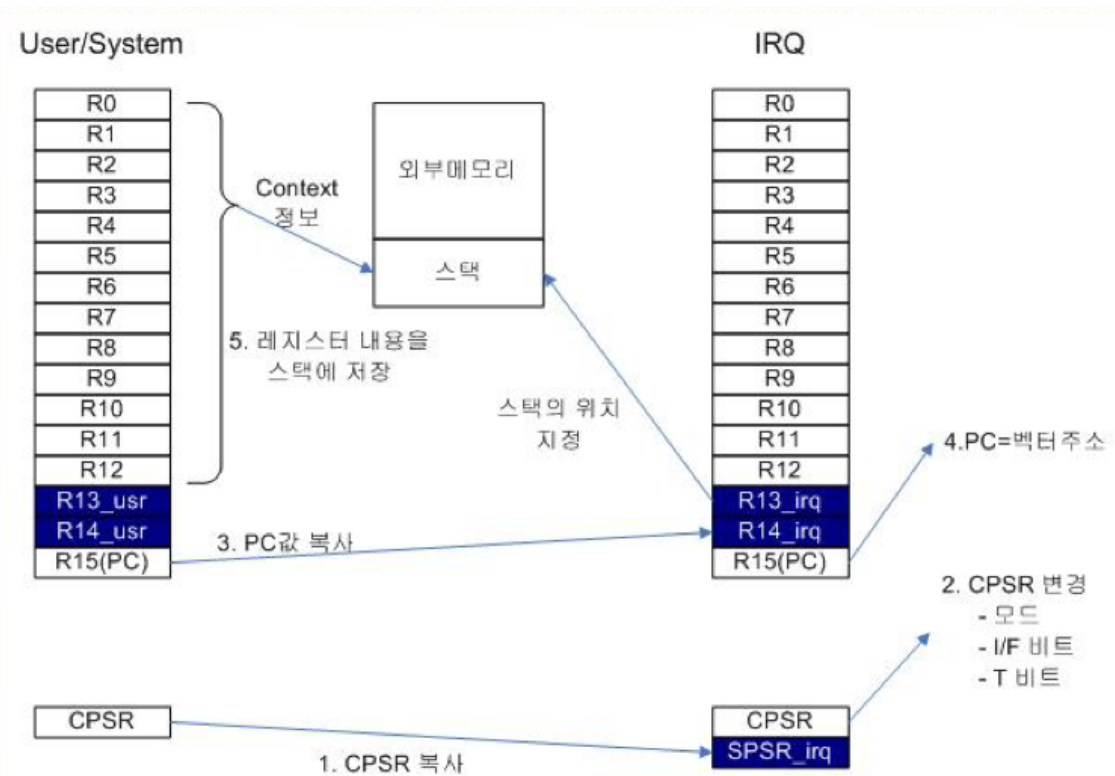 User/System
IRQ
R0
R1
R2
R3
R4
R5
R6
R7
R8
R9
R10
R11
R12
R13_usr
R14_usr
R15(PC)
CPSR
Context
정보
외부메모리
스택
5. 레지스터 내용을
스택에 저장
스택의 위치
지정
3. PC값 복사
1. CPSR 복사
R0
R1
R2
R3
R4
R5
R6
R7
R8
R9
R10
R11
R12
R13_irq
R14_irq
R15(PC)
CPSR
SPSR_irq
4.PC=벡터주소
2. CPSR 변경
- 모드
- I/F 비트
- T 비트